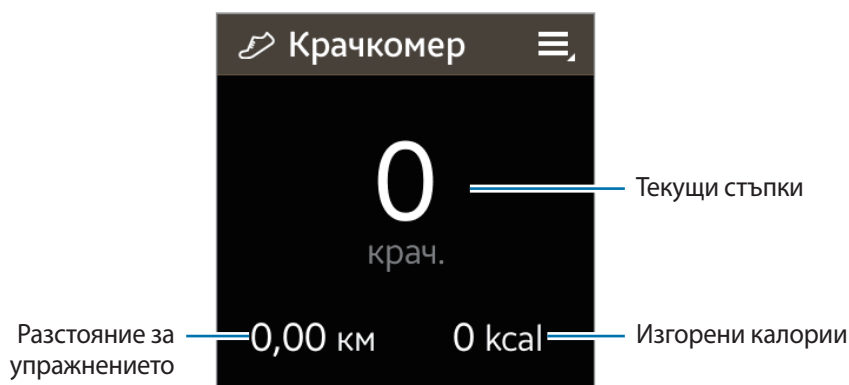 Крачкомер
0
Текущи стъпки
крач.
Разстояние за
упражнението
0,00 км
0 kcal
Изгорени калории